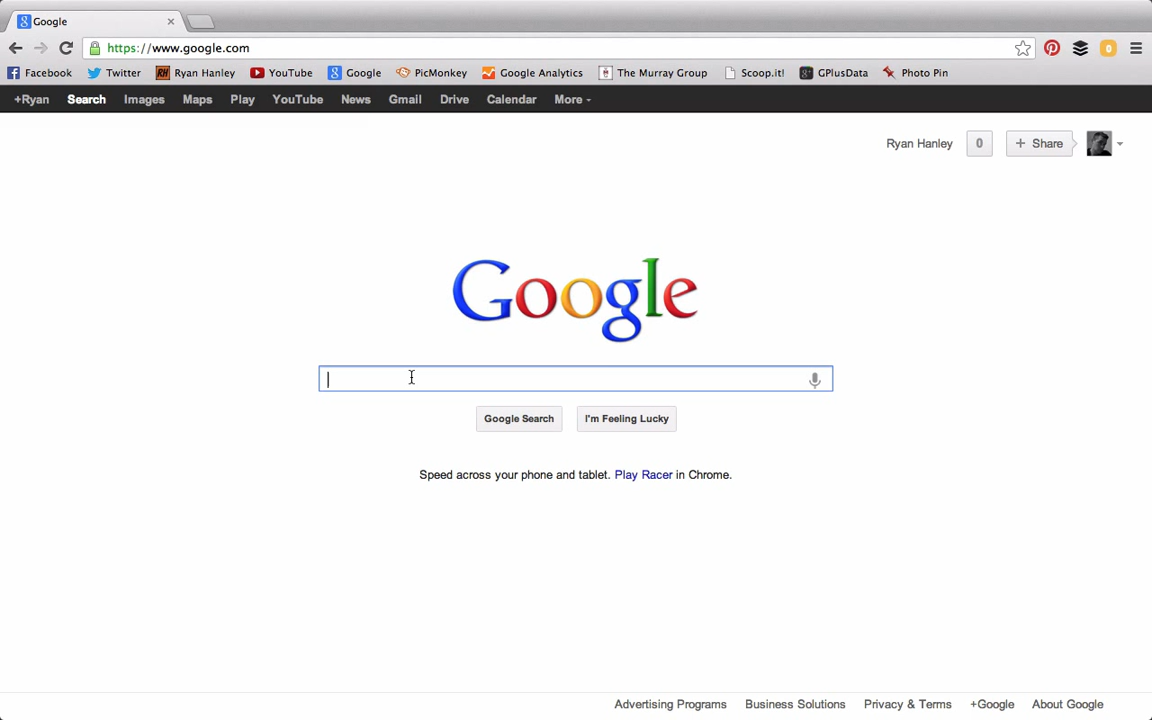 Google
https://www.google.com
Facebook Twitter Ryan Hanley YouTube Google PicMonkey Google Analytics The Murray Group Scoop.it! GPlusData Photo Pin
+Ryan Search Images Maps Play YouTube News Gmail Drive Calendar More
Ryan Hanley 0 + Share
Google
Google Search I'm Feeling Lucky
Speed across your phone and tablet. Play Racer in Chrome.
Advertising Programs Business Solutions Privacy & Terms +Google About Google